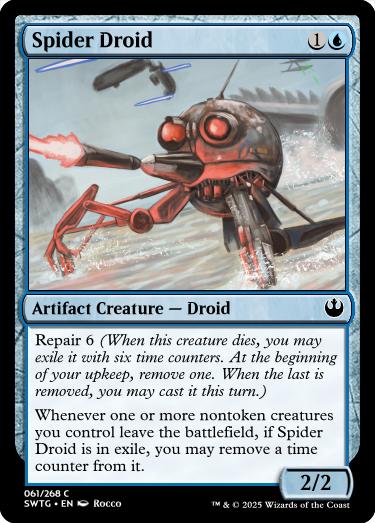 Spider Droid 1
Artifact Creature — Droid
Repair 6 (When this creature dies, you may
exile it with six time counters. At the beginning
of your upkeep, remove one. When the last is
removed, you may cast it this turn.)
Whenever one or more nontoken creatures
you control leave the battlefield, if Spider
Droid is in exile, you may remove a time
counter from it.
2/2
061/268 C
SWTG • EN Rocco
™ & © 2025 Wizards of the Coast